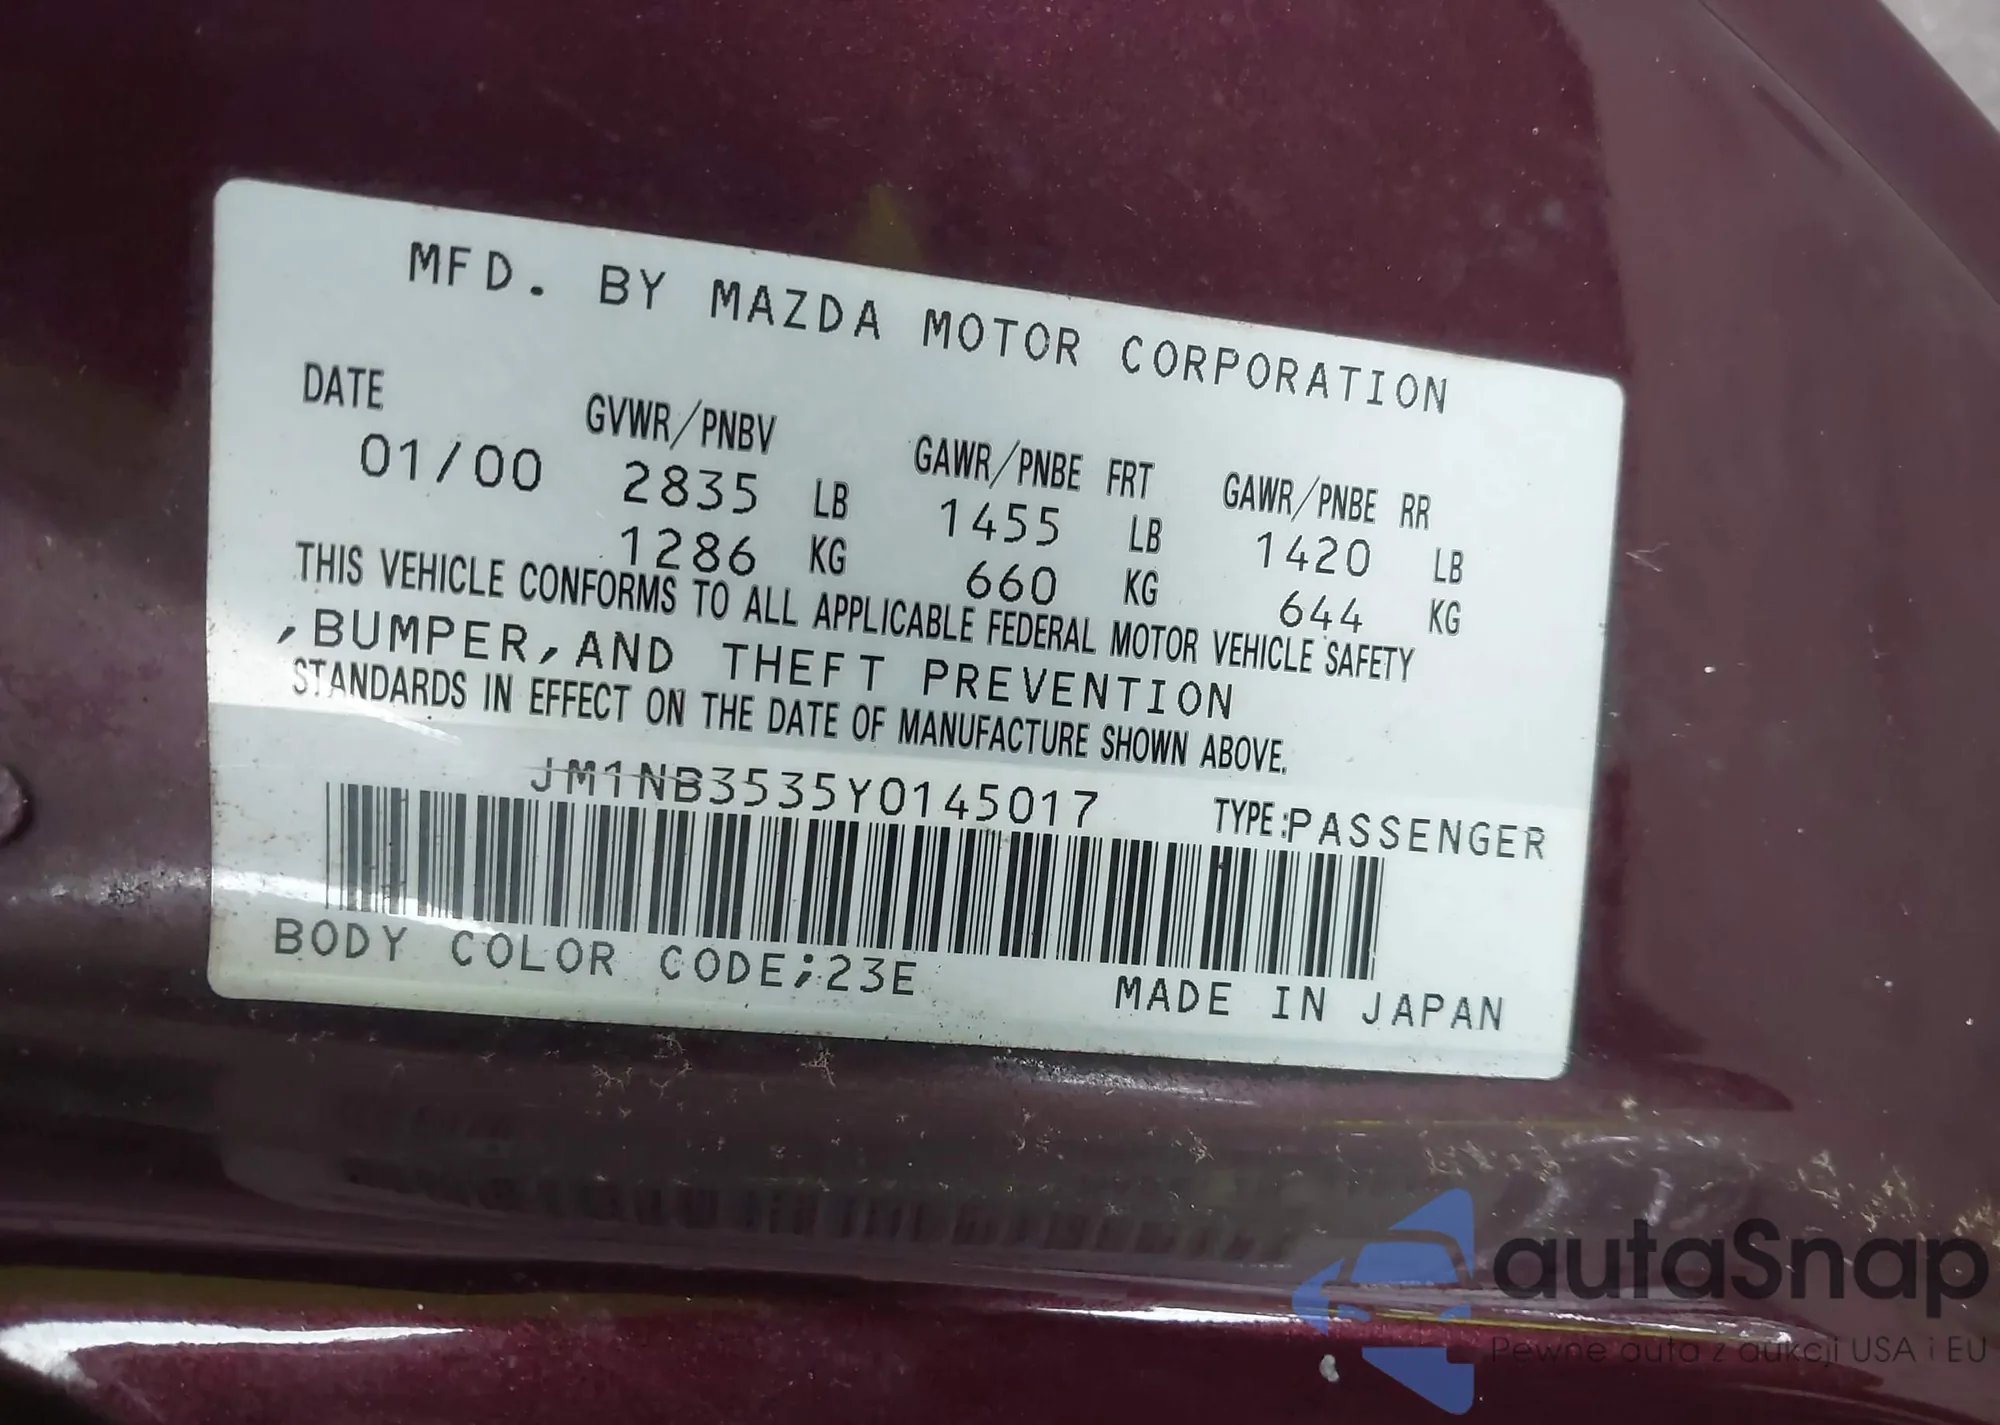 MFD. BY MAZDA MOTOR CORPORATION
DATE GVWR/PNBV GAWR/PNBE FRT GAWR/PNBE RR
01/00 2835 LB 1455 LB 1420 LB
1286 KG 660 KG 644 KG
THIS VEHICLE CONFORMS TO ALL APPLICABLE FEDERAL MOTOR VEHICLE SAFETY
,BUMPER,AND THEFT PREVENTION
STANDARDS IN EFFECT ON THE DATE OF MANUFACTURE SHOWN ABOVE.
JM1NB3535Y0145017 TYPE:PASSENGER
BODY COLOR CODE;23E MADE IN JAPAN
autaSnap
Pewne auta z aukcji USA i EU